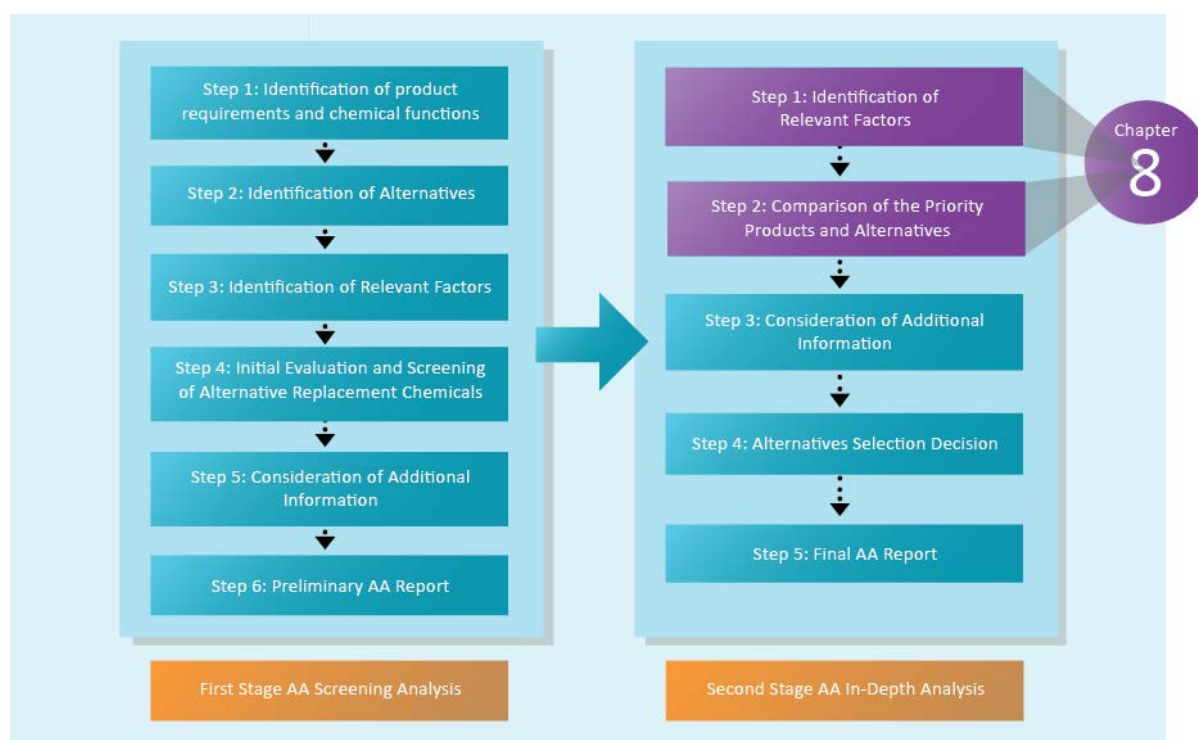 Step 1: Identification of product
requirements and chemical functions
Step 2: Identification of Alternatives
Step 3: Identification of Relevant Factors
Step 4: Initial Evaluation and Screening
of Alternative Replacement Chemicals
Step 5: Consideration of Additional
Information
Step 6: Preliminary AA Report
First Stage AA Screening Analysis
Step 1: Identification of
Relevant Factors
Step 2: Comparison of the Priority
Products and Alternatives
Step 3: Consideration of Additional
Information
Step 4: Alternatives Selection Decision
Step 5: Final AA Report
Second Stage AA In-Depth Analysis
Chapter
8